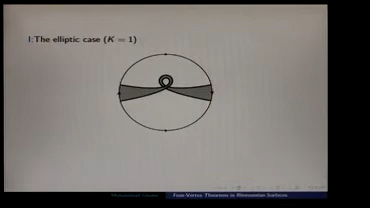 I:The elliptic case (K = 1)
Four-Vertex Theorems in Riemannian Surfaces